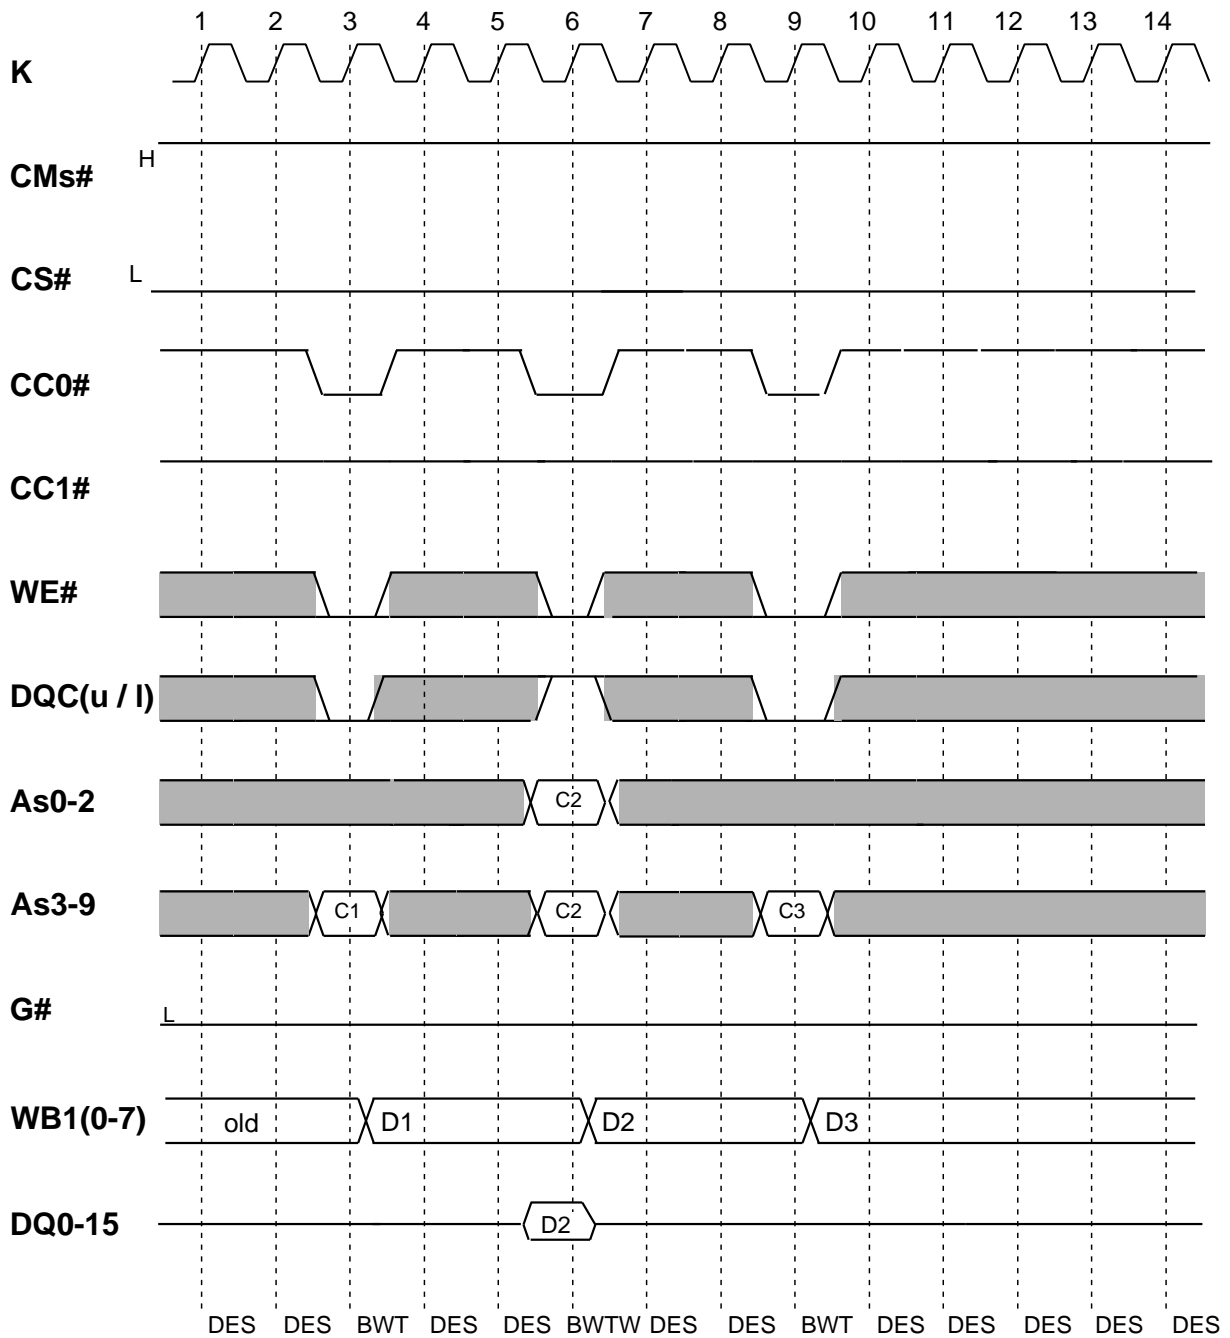 1 2 3 4 5 6 7 8 9 10 11 12 13 14
K
H
CMs#
CS# L
CC0#
CC1#
WE#
DQC(u / l)
As0-2 C2
As3-9 C1 C2 C3
G# L
WB1(0-7) old D1 D2 D3
DQ0-15 D2
DES DES BWT DES DES BWTW DES DES BWT DES DES DES DES DES